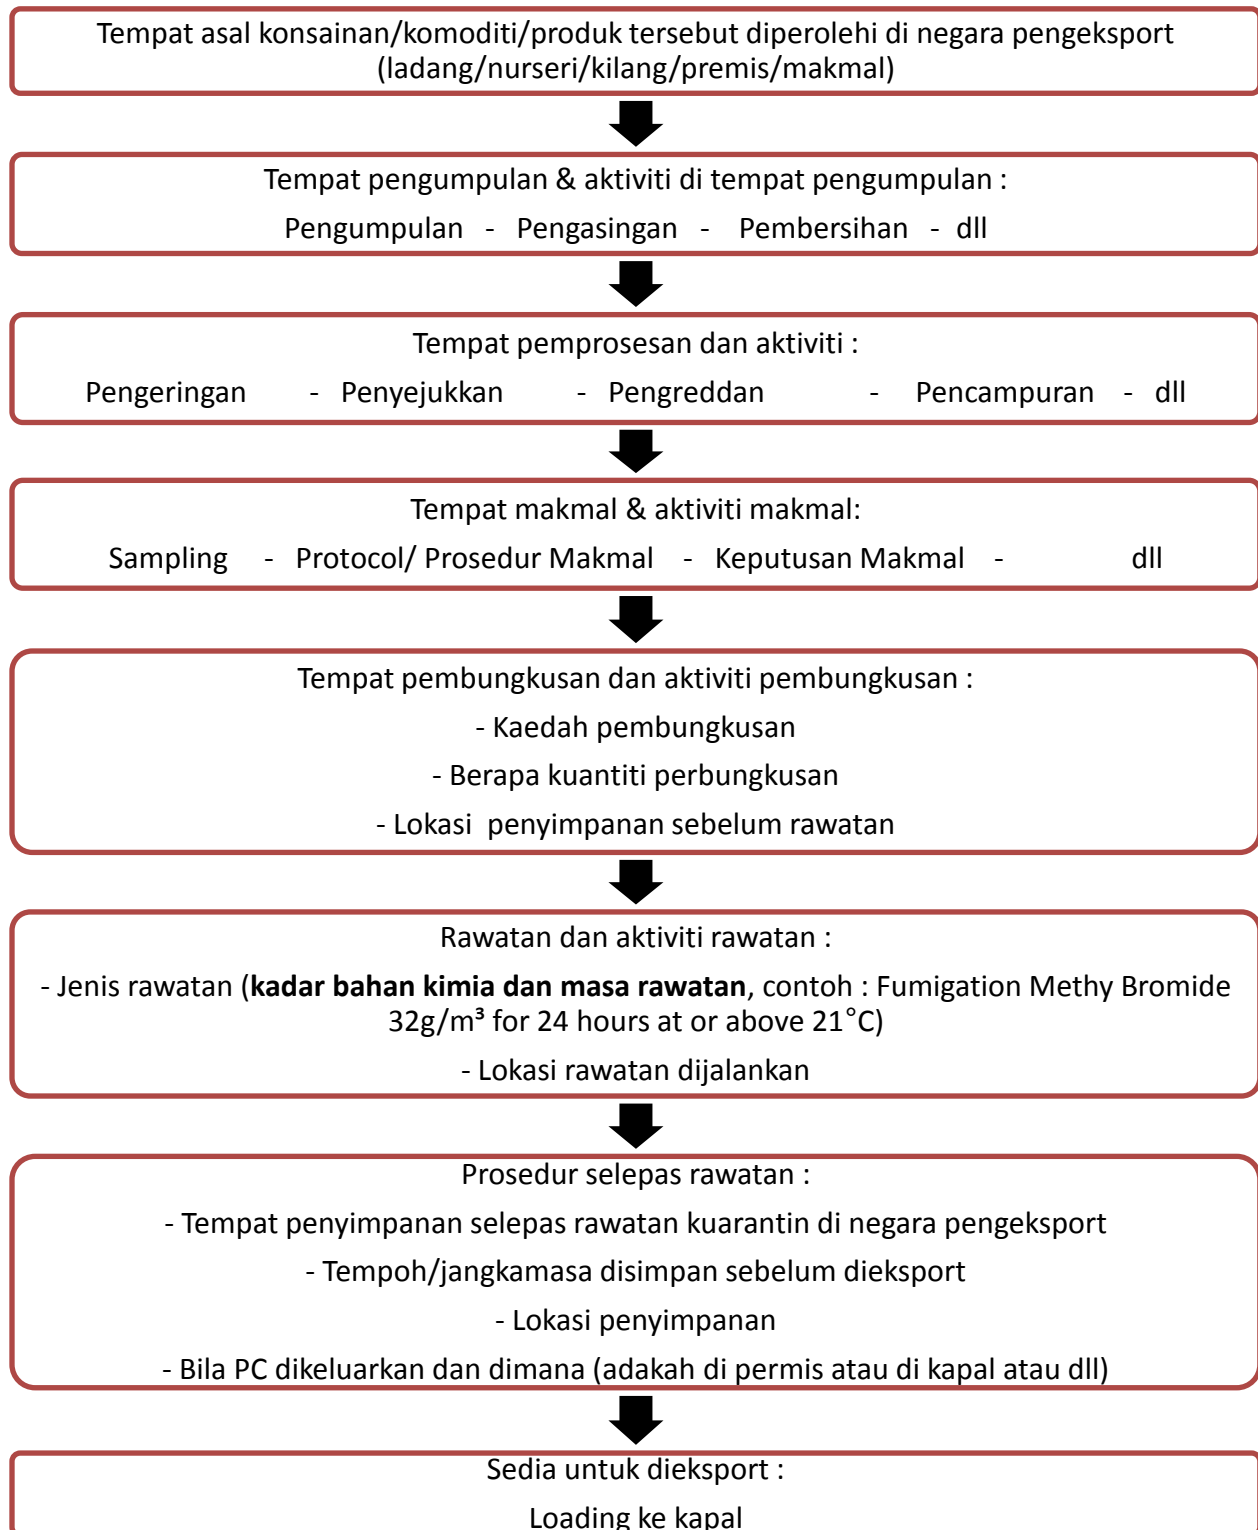 Tempat asal konsainan/komoditi/produk tersebut diperolehi di negara pengeksport
(ladang/nurseri/kilang/premis/makmal)
Tempat pengumpulan & aktiviti di tempat pengumpulan :
Pengumpulan - Pengasingan - Pembersihan - dll
Tempat pemprosesan dan aktiviti :
Pengeringan - Penyejukkan - Pengreddan - Pencampuran - dll
Tempat makmal & aktiviti makmal:
Sampling - Protocol/ Prosedur Makmal - Keputusan Makmal - dll
Tempat pembungkusan dan aktiviti pembungkusan :
- Kaedah pembungkusan
- Berapa kuantiti perbungkusan
- Lokasi penyimpanan sebelum rawatan
Rawatan dan aktiviti rawatan :
- Jenis rawatan (kadar bahan kimia dan masa rawatan, contoh : Fumigation Methy Bromide
32g/m³ for 24 hours at or above 21°C)
- Lokasi rawatan dijalankan
Prosedur selepas rawatan :
- Tempat penyimpanan selepas rawatan kuarantin di negara pengeksport
- Tempoh/jangkamasa disimpan sebelum dieksport
- Lokasi penyimpanan
- Bila PC dikeluarkan dan dimana (adakah di permis atau di kapal atau dll)
Sedia untuk dieksport :
Loading ke kapal